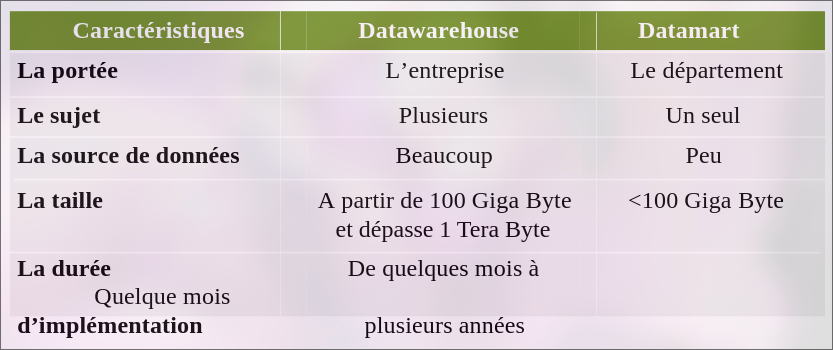 Caractéristiques Datawarehouse Datamart
La portée L’entreprise Le département
Le sujet Plusieurs Un seul
La source de données Beaucoup Peu
La taille A partir de 100 Giga Byte <100 Giga Byte
et dépasse 1 Tera Byte
La durée De quelques mois à
Quelque mois
d’implémentation plusieurs années